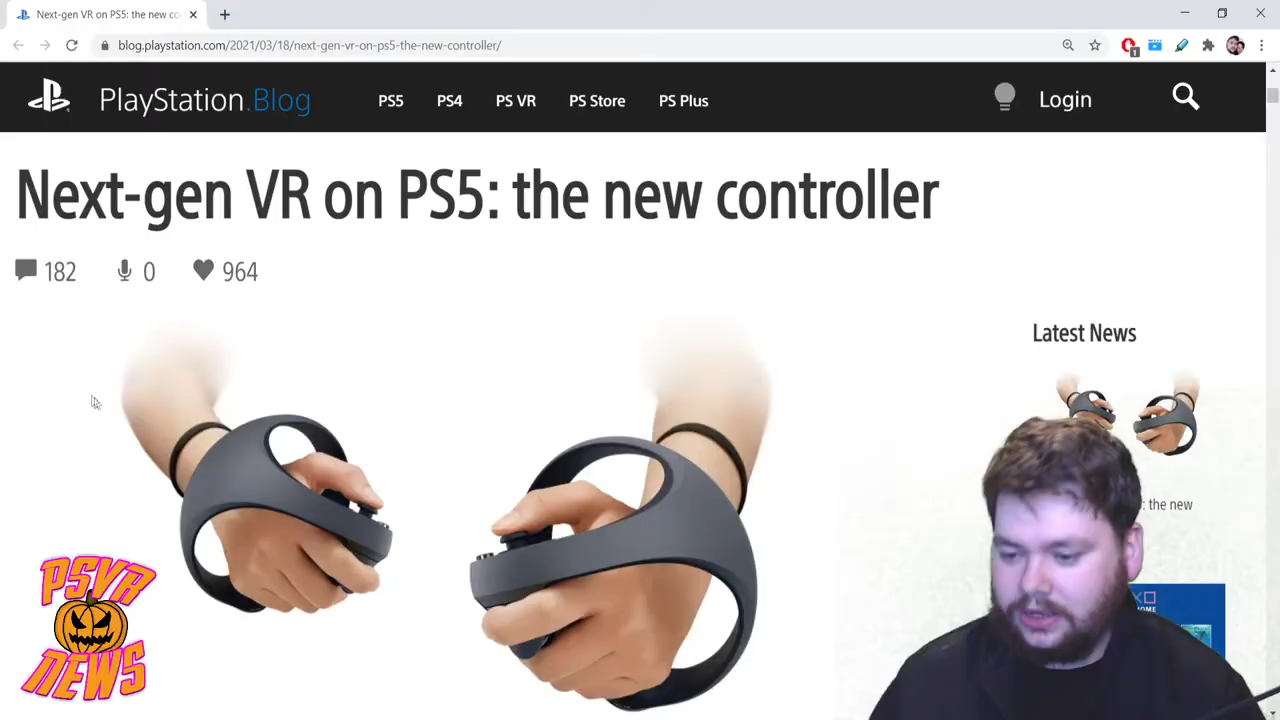 Next-gen VR on PS5: the new co
blog.playstation.com/2021/03/18/next-gen-vr-on-ps5-the-new-controller/
1
PlayStation.Blog
PS5
PS4
PS VR
PS Store
PS Plus
Login
Next-gen VR on PS5: the new controller
182
0
964
Latest News
: the new
OME
PSVR
NEWS